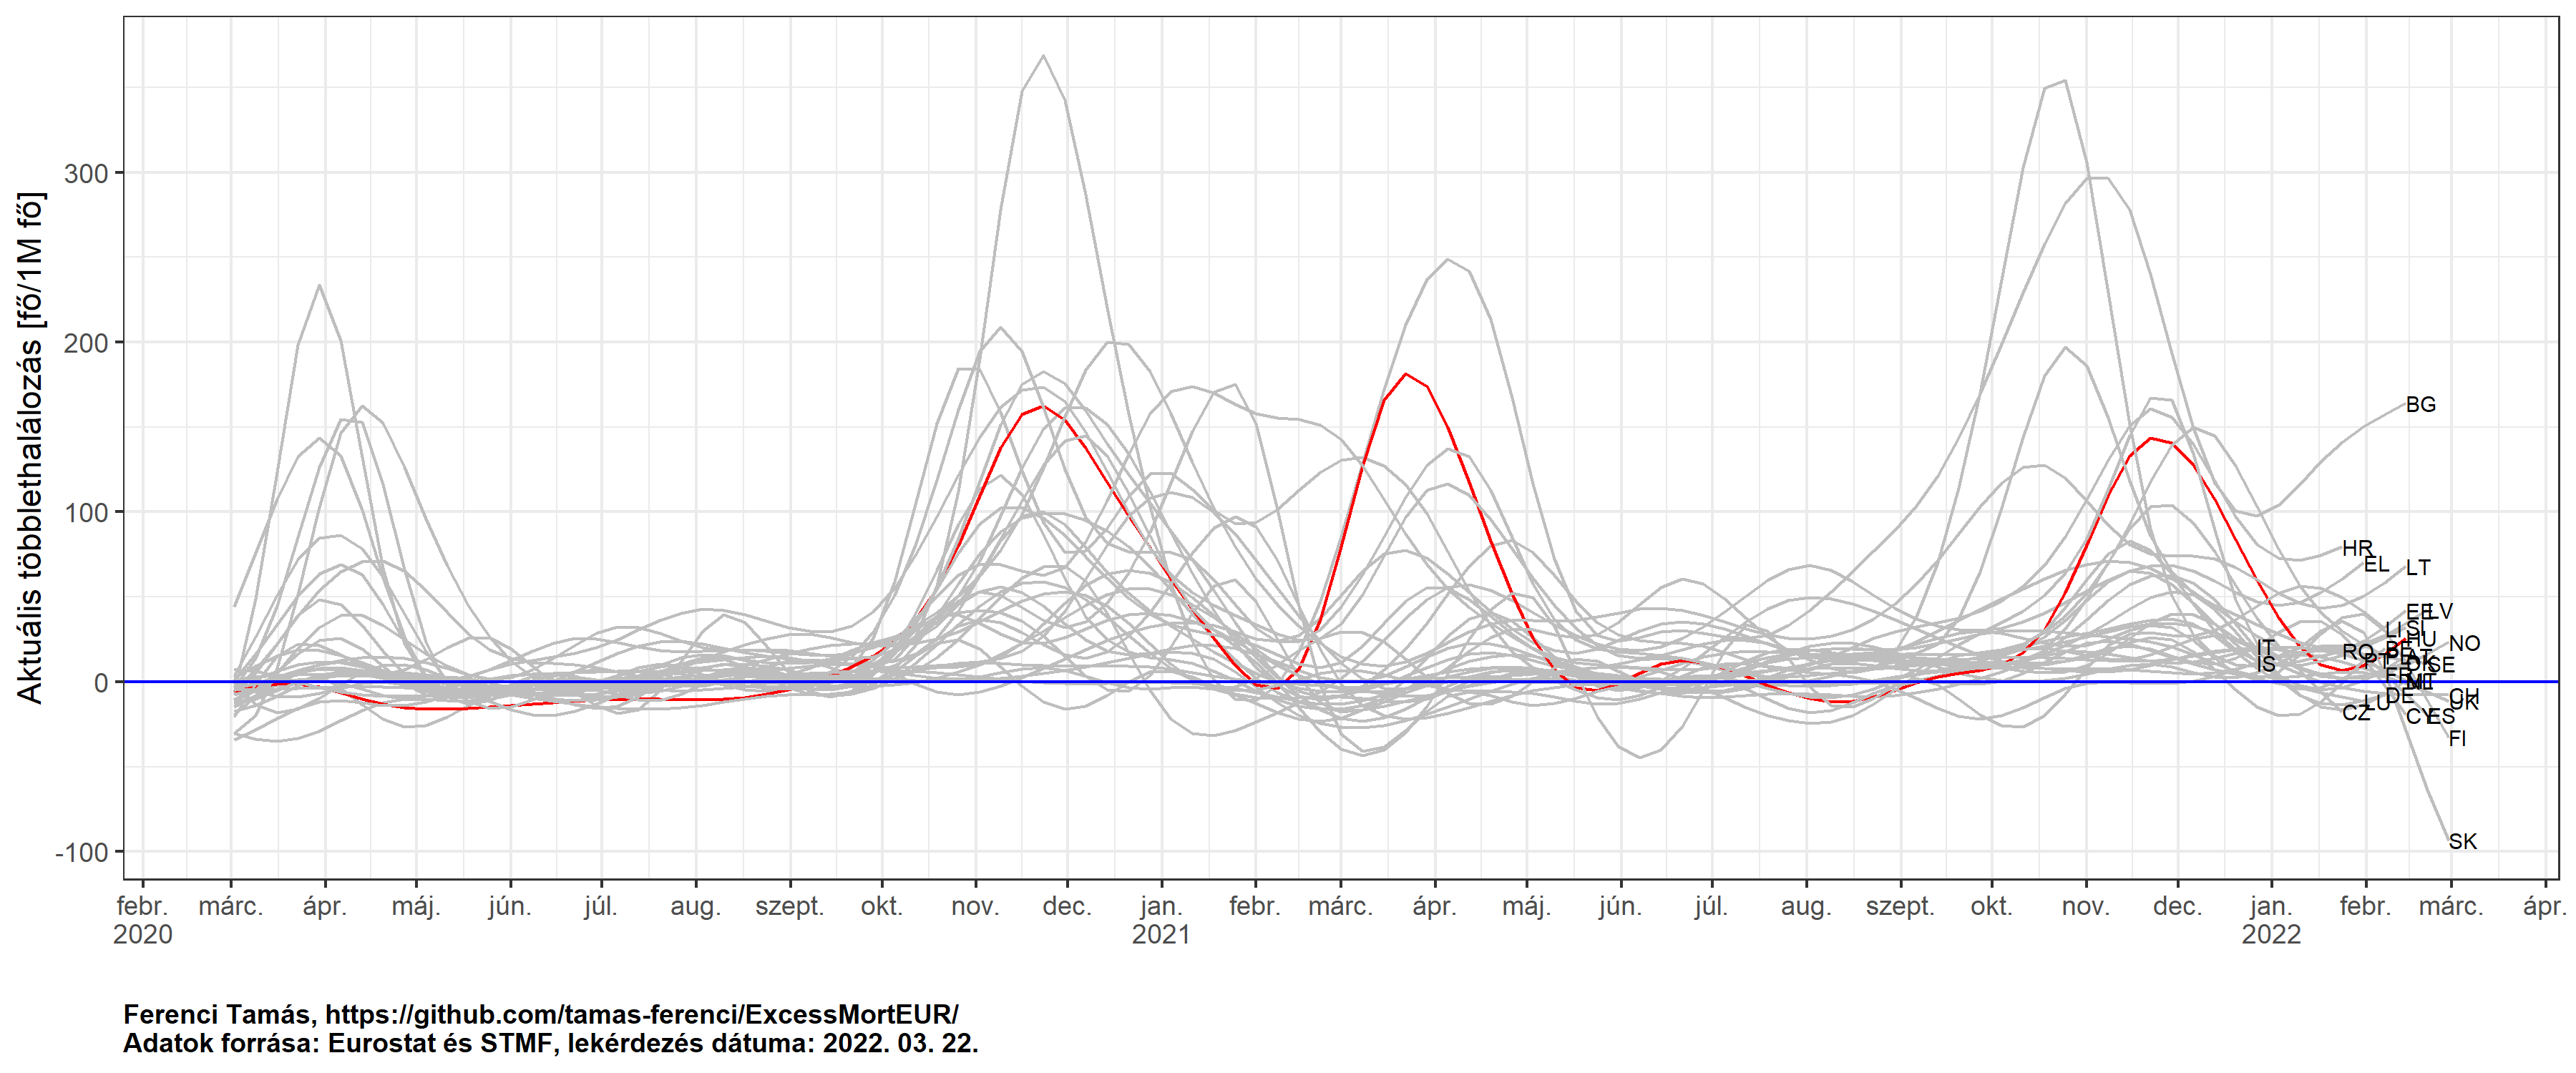 Aktuális többlethalálozás [fő/1M fő]
300
200
100
0
-100
BG
HR
EL
LT
LV
LI
HU
NO
IT
IS
RO
SE
DE
CH
UK
CZ
LU
CY
ES
FI
SK
febr. márc. ápr. máj. jún. júl. aug. szept. okt. nov. dec. jan. febr. márc. ápr. máj. jún. júl. aug. szept. okt. nov. dec. jan. febr. márc. ápr.
2020 2021 2022
Ferenci Tamás, https://github.com/tamas-ferenci/ExcessMortEUR/
Adatok forrása: Eurostat és STMF, lekérdezés dátuma: 2022. 03. 22.